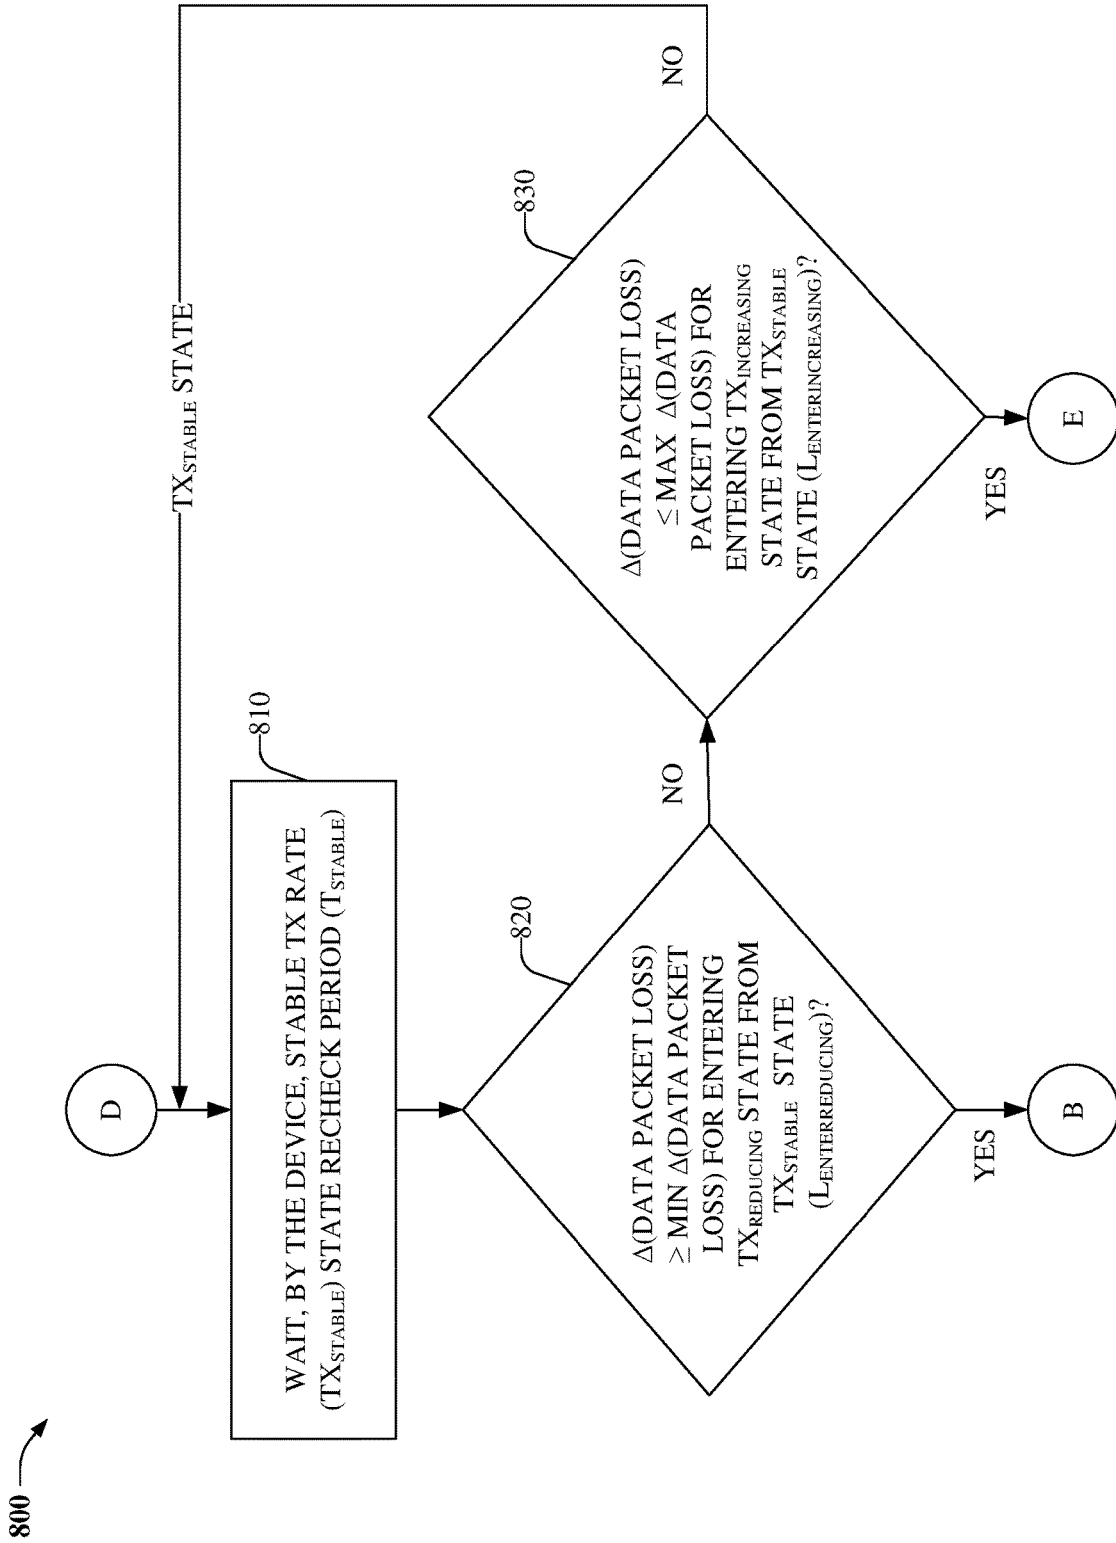 800
D
TX_STABLE STATE
810
WAIT, BY THE DEVICE, STABLE TX RATE
(TX_STABLE) STATE RECHECK PERIOD (T_STABLE)
820
Δ(DATA PACKET LOSS)
≥ MIN Δ(DATA PACKET
LOSS) FOR ENTERING
TX_REDUCING STATE FROM
TX_STABLE STATE
(L_ENTERREDUCING)?
NO
YES
B
830
Δ(DATA PACKET LOSS)
≤ MAX Δ(DATA
PACKET LOSS) FOR
ENTERING TX_INCREASING
STATE FROM TX_STABLE
STATE (L_ENTERINCREASING)?
NO
YES
E